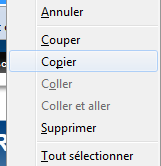 Annuler
Couper
Copier
Coller
Coller et aller
Supprimer
Tout sélectionner